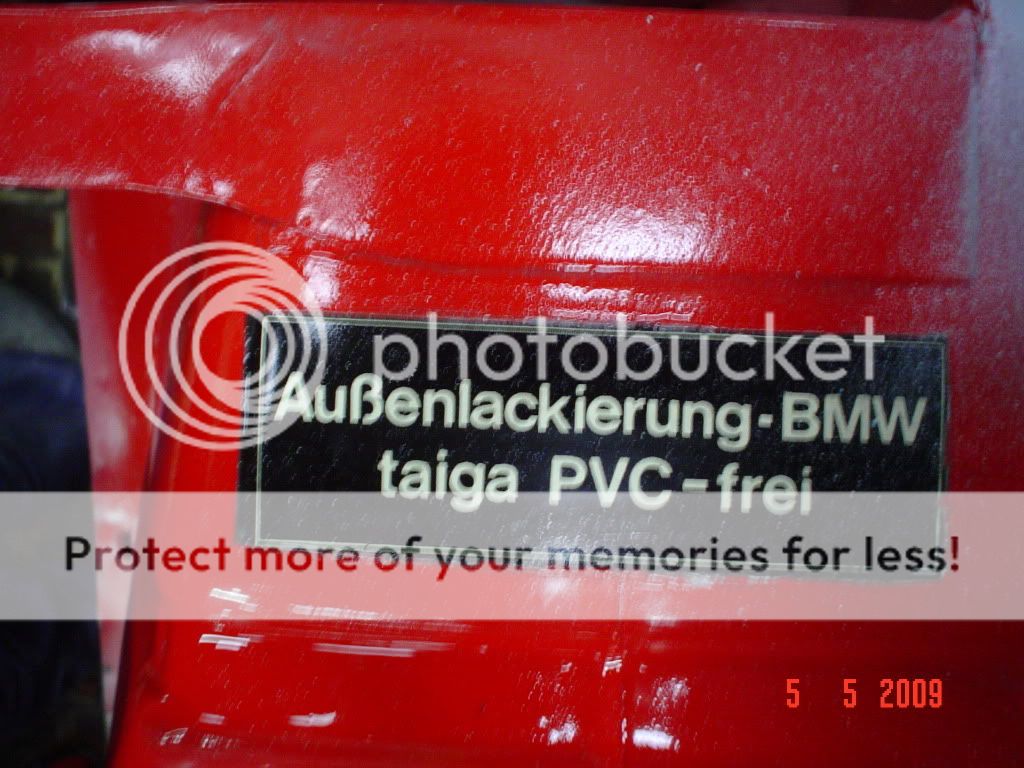 photobucket
Außenlackierung-BMW
taiga PVC-frei
Protect more of your memories for less!
5 5 2009